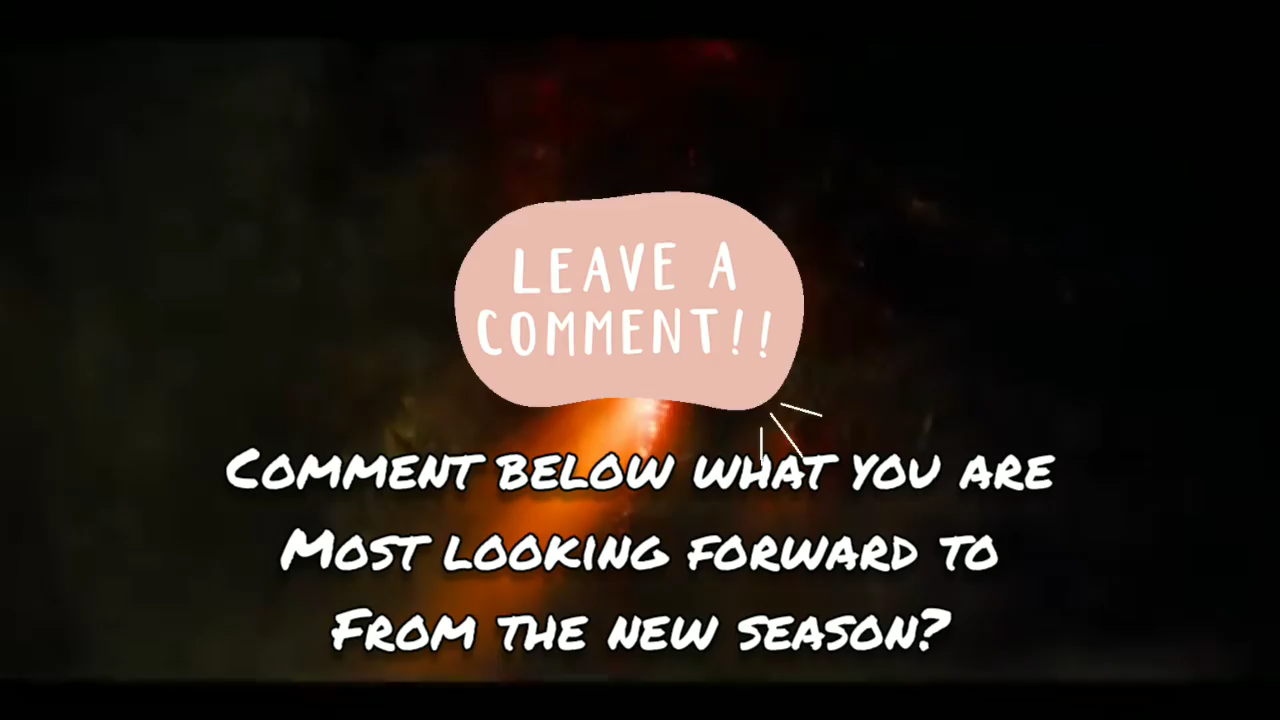 LEAVE A
COMMENT!!
COMMENT BELOW WHAT YOU ARE
MOST LOOKING FORWARD TO
FROM THE NEW SEASON?